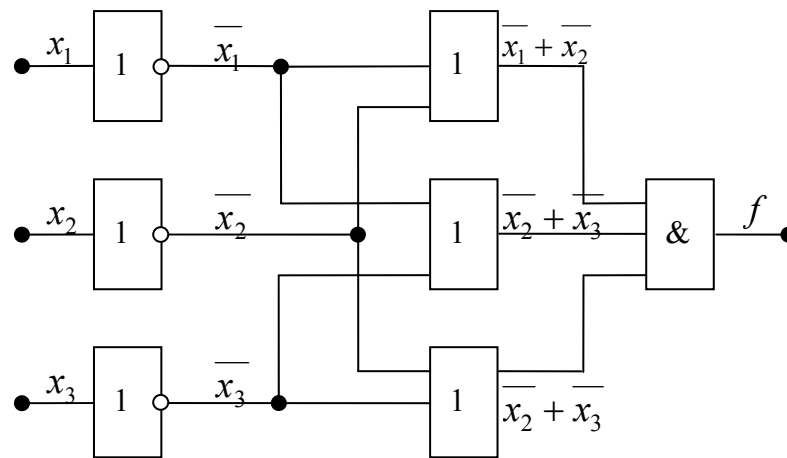 x₁ 1 x̅₁ 1 x̅₁ + x̅₂
x₂ 1 x̅₂ 1 x̅₂ + x̅₃ & f
x₃ 1 x̅₃ 1 x̅₂ + x̅₃